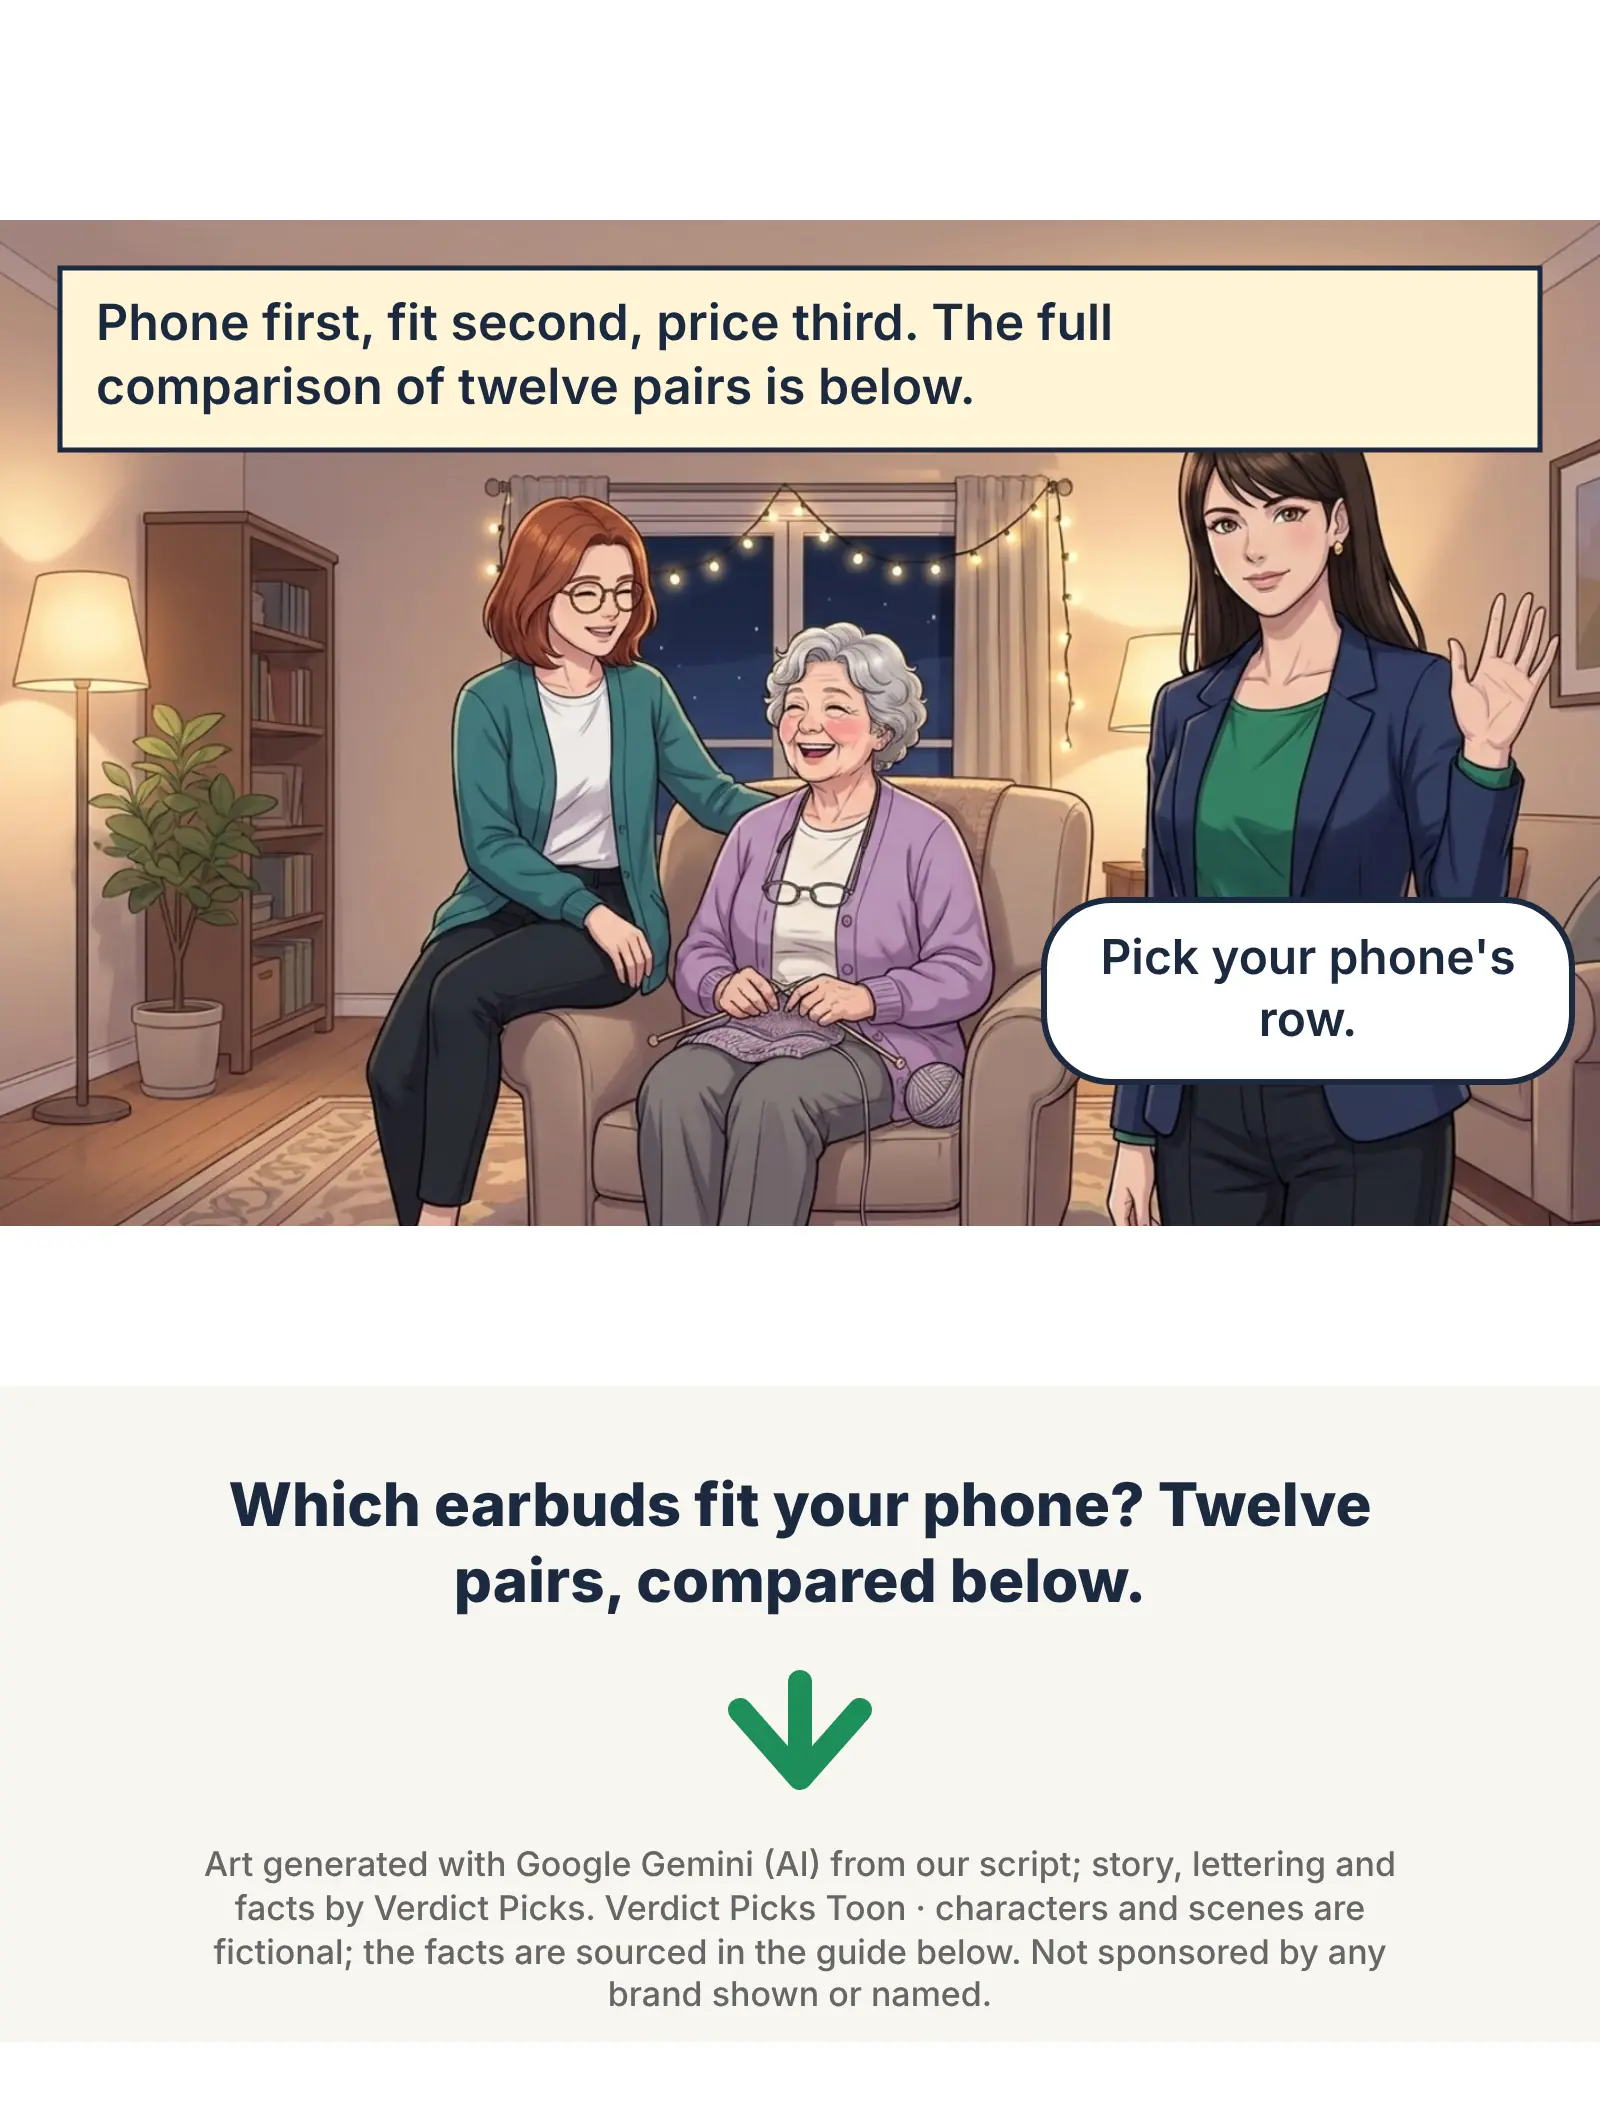 Phone first, fit second, price third. The full
comparison of twelve pairs is below.
Pick your phone's
row.
Which earbuds fit your phone? Twelve
pairs, compared below.
Art generated with Google Gemini (AI) from our script; story, lettering and
facts by Verdict Picks. Verdict Picks Toon · characters and scenes are
fictional; the facts are sourced in the guide below. Not sponsored by any
brand shown or named.